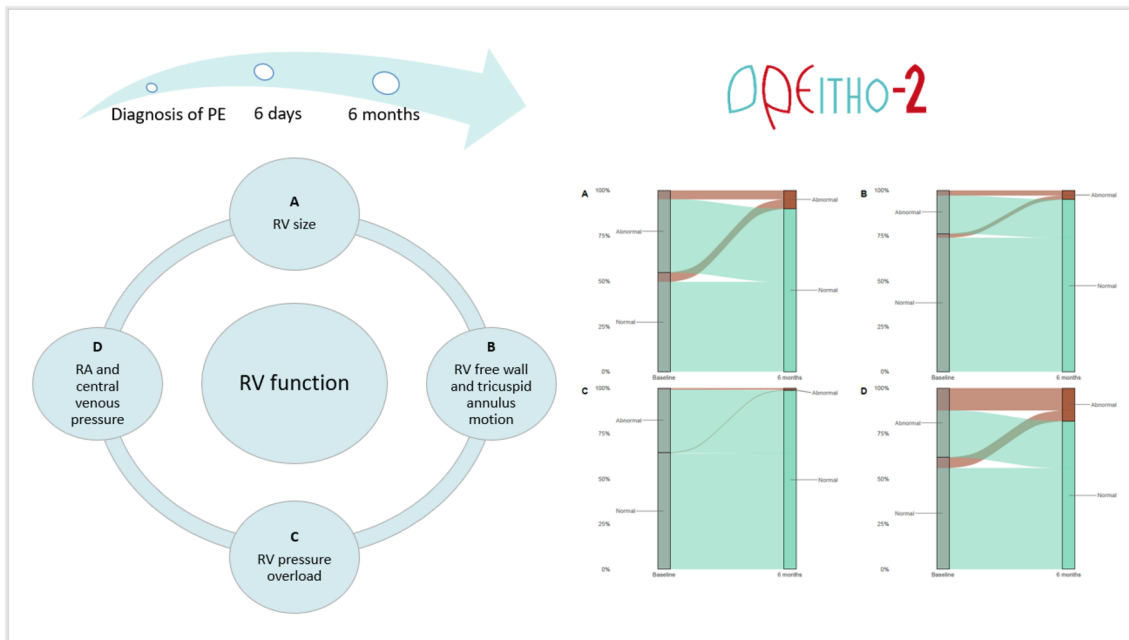 Diagnosis of PE
6 days
6 months
PEITHO-2
A
RV size
B
RV free wall
and tricuspid
annulus
motion
C
RV pressure
overload
D
RA and
central
venous
pressure
RV function
A
100%
75%
50%
25%
0%
Abnormal
Normal
Abnormal
Normal
Baseline
6 months
B
100%
75%
50%
25%
0%
Abnormal
Normal
Abnormal
Normal
Baseline
6 months
C
100%
75%
50%
25%
0%
Abnormal
Normal
Abnormal
Normal
Baseline
6 months
D
100%
75%
50%
25%
0%
Abnormal
Normal
Abnormal
Normal
Baseline
6 months